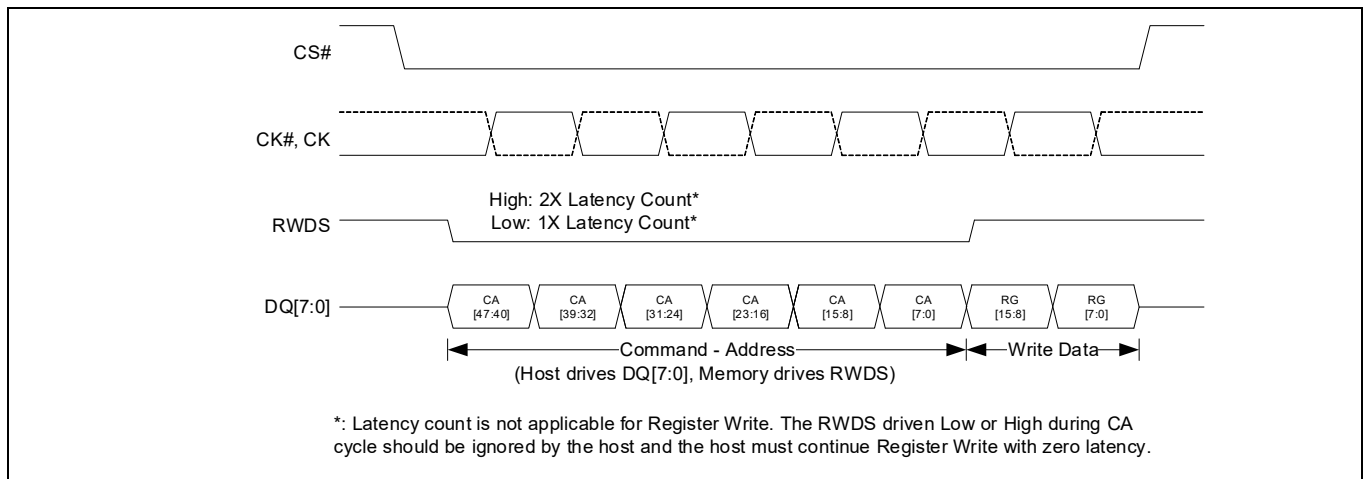 CS#
CK#, CK
High: 2X Latency Count*
Low: 1X Latency Count*
RWDS
DQ[7:0]
CA
[47:40]
CA
[39:32]
CA
[31:24]
CA
[23:16]
CA
[15:8]
CA
[7:0]
RG
[15:8]
RG
[7:0]
Command - Address
Write Data
(Host drives DQ[7:0], Memory drives RWDS)
*: Latency count is not applicable for Register Write. The RWDS driven Low or High during CA
cycle should be ignored by the host and the host must continue Register Write with zero latency.